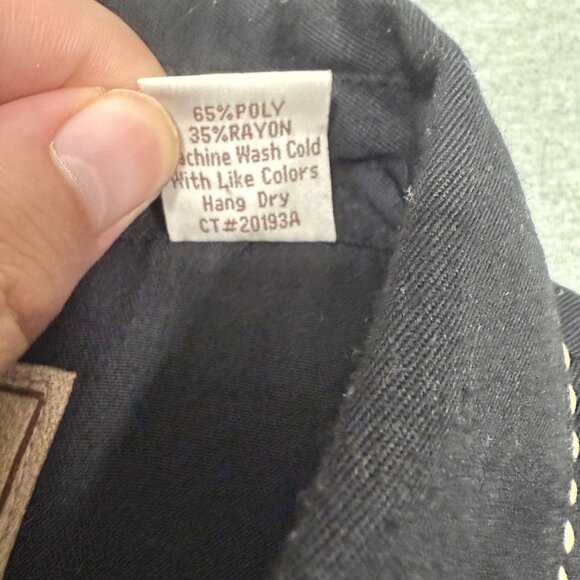 65%POLY
35%RAYON
achine Wash Cold
With Like Colors
Hang Dry
CT#20193A